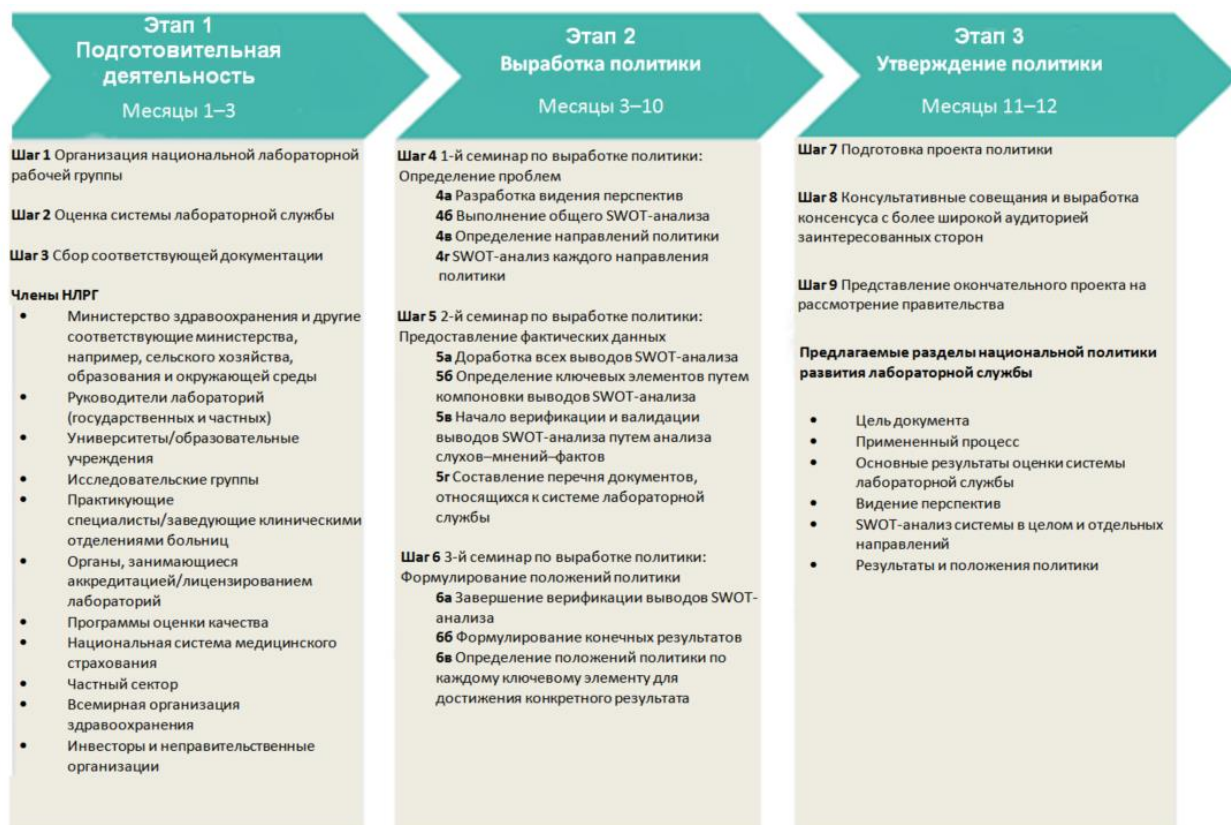 Этап 1
Подготовительная
деятельность
Месяцы 1–3
Шаг 1 Организация национальной лабораторной
рабочей группы
Шаг 2 Оценка системы лабораторной службы
Шаг 3 Сбор соответствующей документации
Члены НЛРГ
• Министерство здравоохранения и другие
соответствующие министерства,
например, сельского хозяйства,
образования и окружающей среды
• Руководители лабораторий
(государственных и частных)
• Университеты/образовательные
учреждения
• Исследовательские группы
• Практикующие
специалисты/заведующие клиническими
отделениями больниц
• Органы, занимающиеся
аккредитацией/лицензированием
лабораторий
• Программы оценки качества
• Национальная система медицинского
страхования
• Частный сектор
• Всемирная организация
здравоохранения
• Инвесторы и неправительственные
организации
Этап 2
Выработка политики
Месяцы 3–10
Шаг 4 1-й семинар по выработке политики:
Определение проблем
4а Разработка видения перспектив
4б Выполнение общего SWOT-анализа
4в Определение направлений политики
4г SWOT-анализ каждого направления
политики
Шаг 5 2-й семинар по выработке политики:
Предоставление фактических данных
5а Доработка всех выводов SWOT-анализа
5б Определение ключевых элементов путем
компоновки выводов SWOT-анализа
5в Начало верификации и валидации
выводов SWOT-анализа путем анализа
слухов–мнений–фактов
5г Составление перечня документов,
относящихся к системе лабораторной
службы
Шаг 6 3-й семинар по выработке политики:
Формулирование положений политики
6а Завершение верификации выводов SWOT-
анализа
6б Формулирование конечных результатов
6в Определение положений политики по
каждому ключевому элементу для
достижения конкретного результата
Этап 3
Утверждение политики
Месяцы 11–12
Шаг 7 Подготовка проекта политики
Шаг 8 Консультативные совещания и выработка
консенсуса с более широкой аудиторией
заинтересованных сторон
Шаг 9 Представление окончательного проекта на
рассмотрение правительства
Предлагаемые разделы национальной политики
развития лабораторной службы
• Цель документа
• Примененный процесс
• Основные результаты оценки системы
лабораторной службы
• Видение перспектив
• SWOT-анализ системы в целом и отдельных
направлений
• Результаты и положения политики